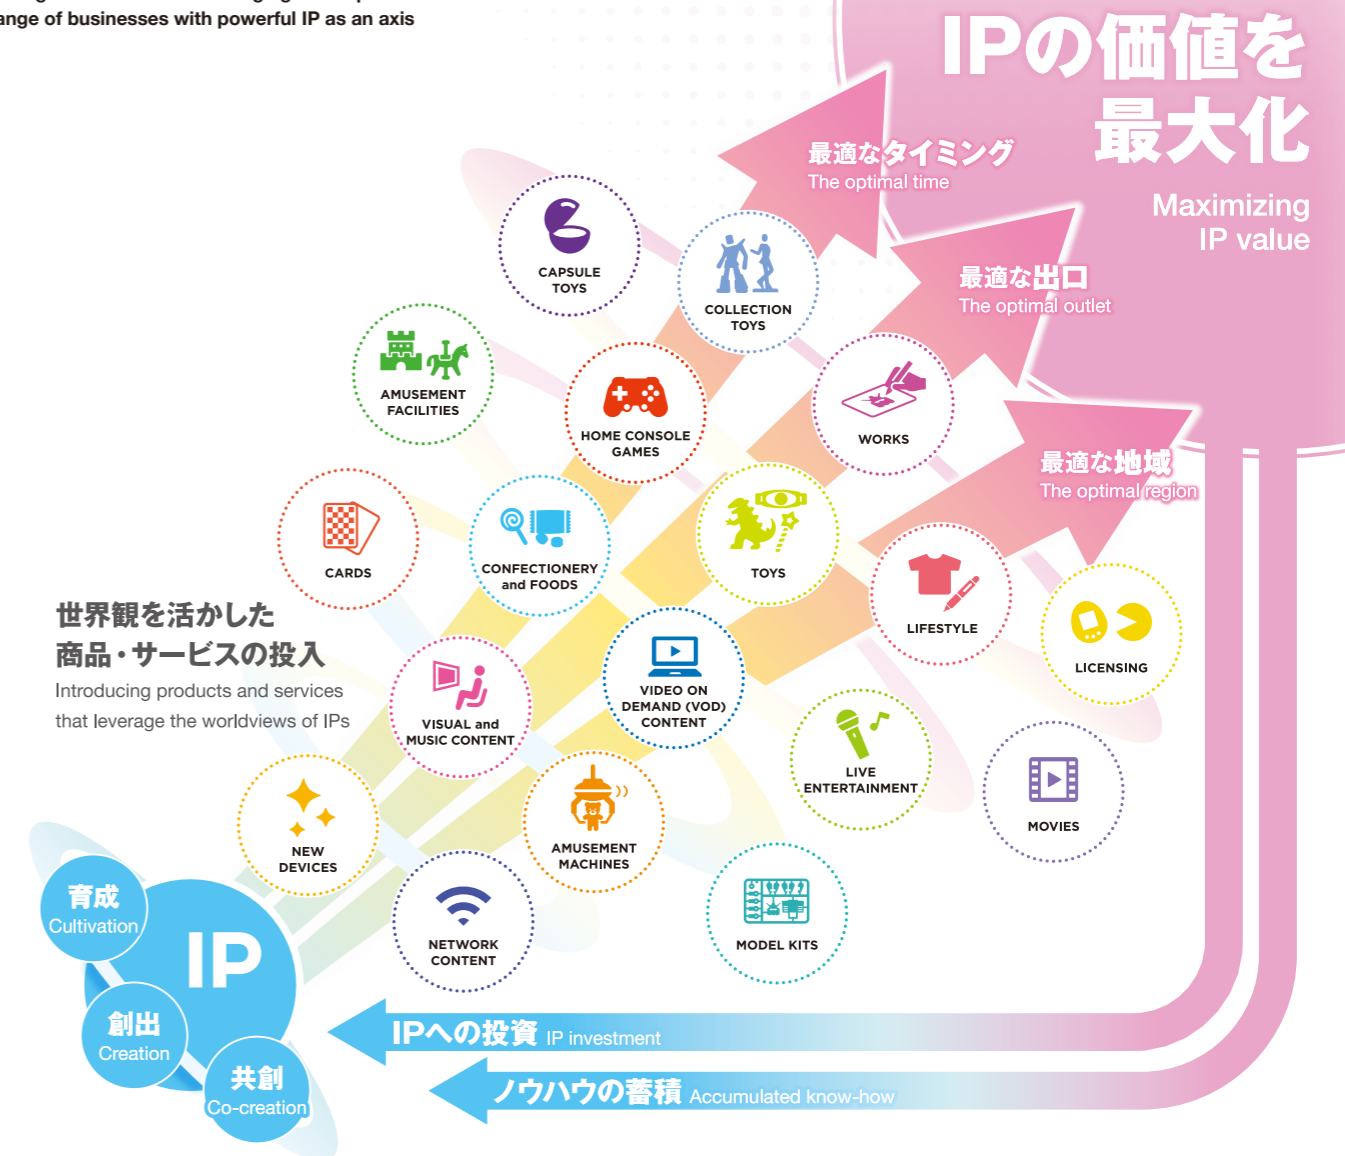 ange of businesses with powerful IP as an axis
IPの価値を
最大化
Maximizing
IP value
最適なタイミング
The optimal time
最適な出口
The optimal outlet
最適な地域
The optimal region
CAPSULE
TOYS
COLLECTION
TOYS
AMUSEMENT
FACILITIES
HOME CONSOLE
GAMES
WORKS
CARDS
CONFECTIONERY
and FOODS
TOYS
LIFESTYLE
LICENSING
世界観を活かした
商品・サービスの投入
Introducing products and services
that leverage the worldviews of IPs
VISUAL and
MUSIC CONTENT
VIDEO ON
DEMAND (VOD)
CONTENT
LIVE
ENTERTAINMENT
MOVIES
NEW
DEVICES
AMUSEMENT
MACHINES
NETWORK
CONTENT
MODEL KITS
育成
Cultivation
IP
創出
Creation
共創
Co-creation
IPへの投資 IP investment
ノウハウの蓄積 Accumulated know-how